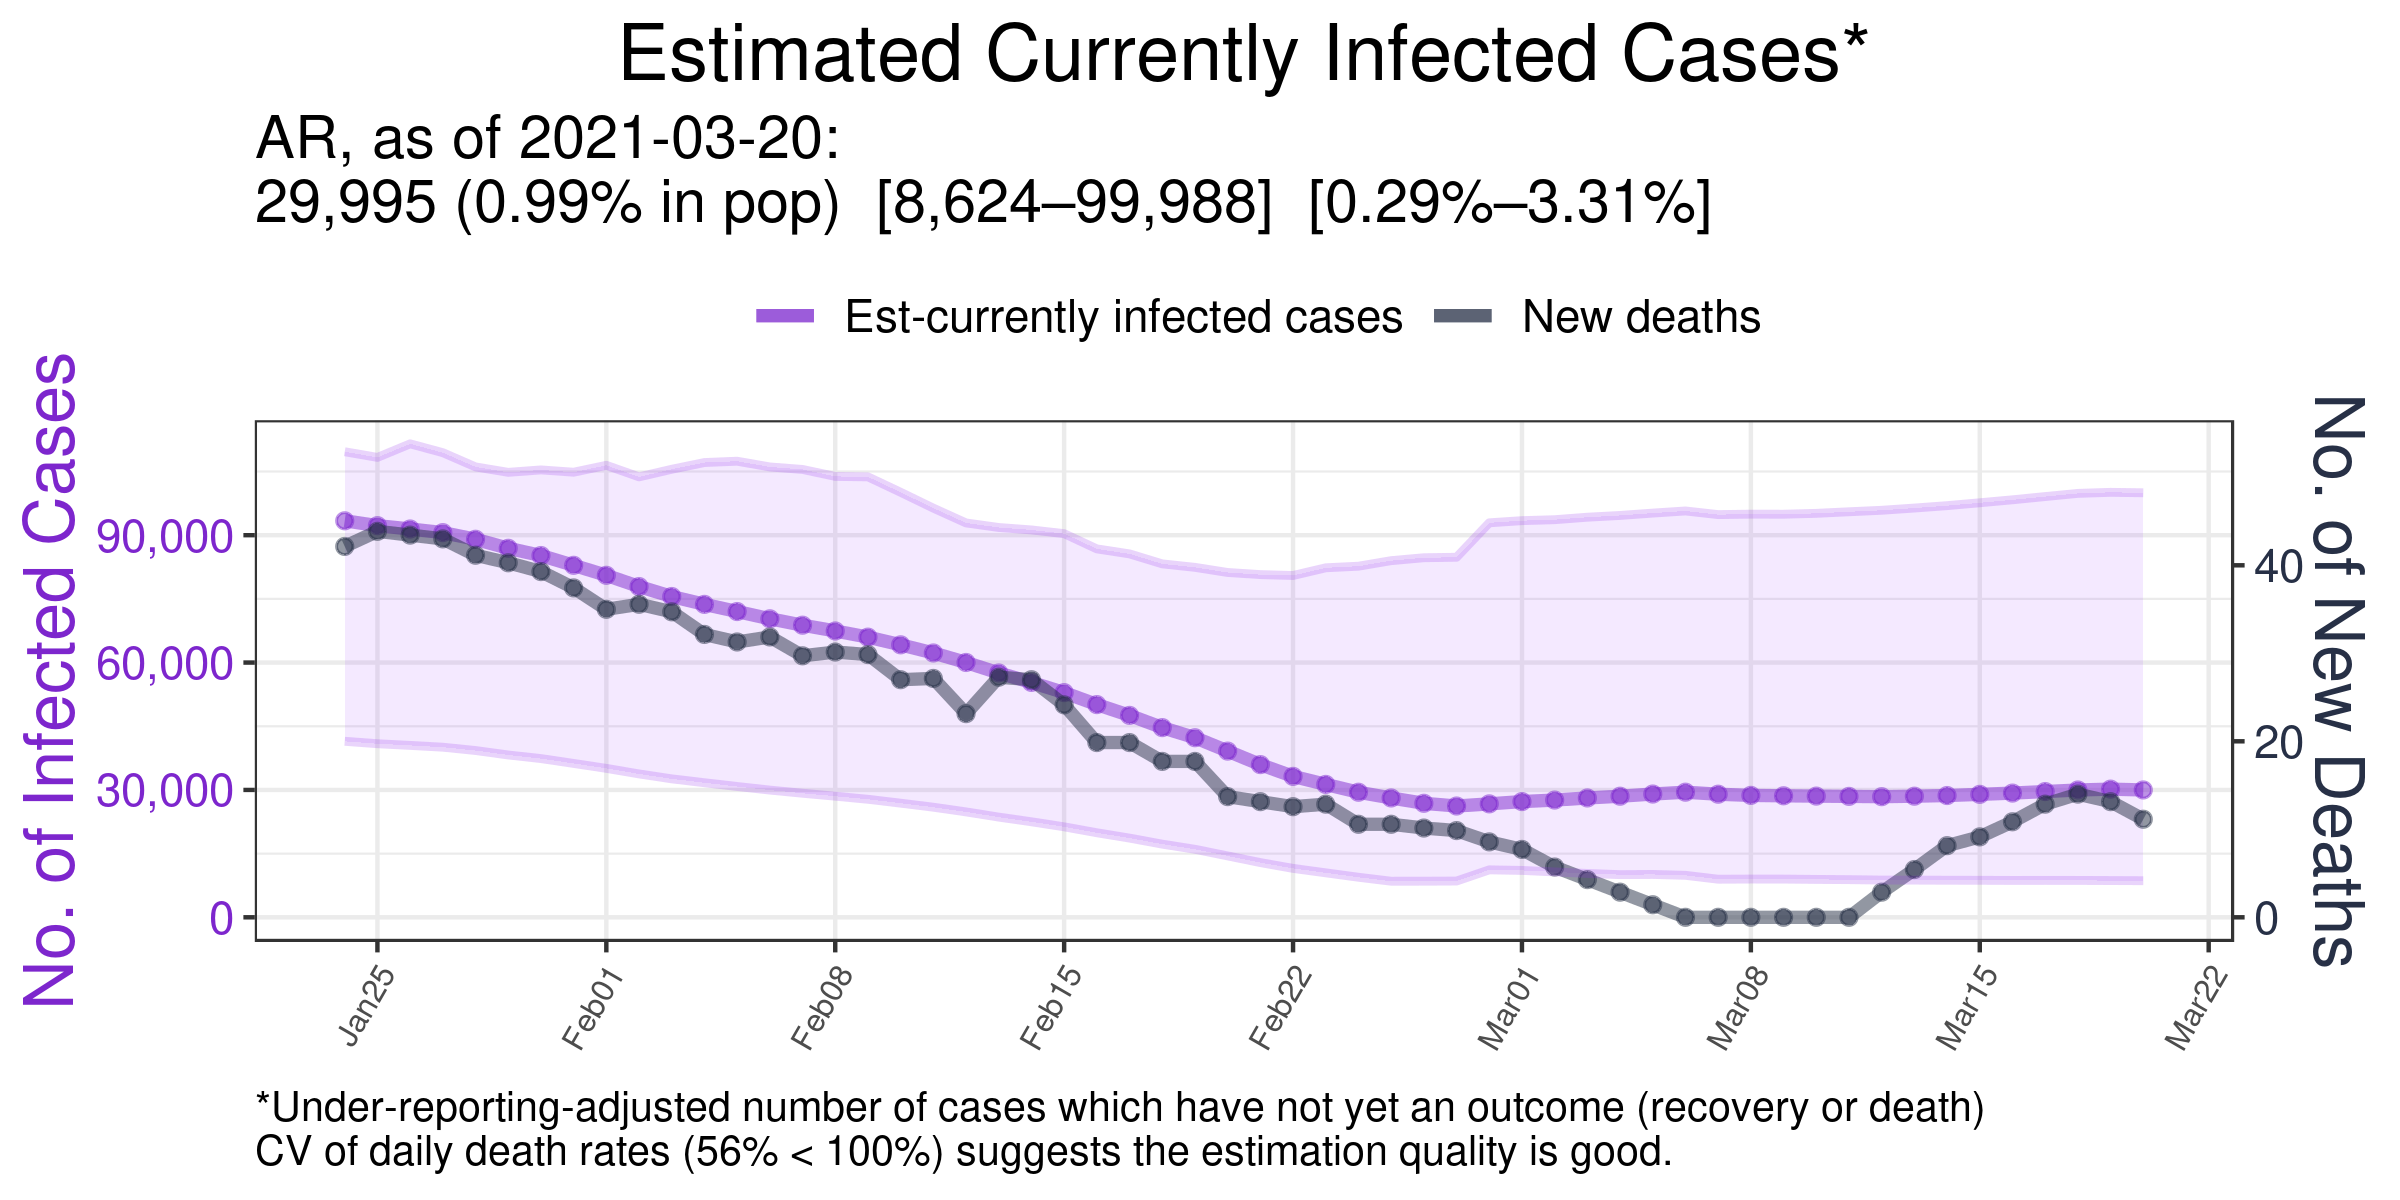 Estimated Currently Infected Cases*
AR, as of 2021-03-20:
29,995 (0.99% in pop)  [8,624–99,988]  [0.29%–3.31%]
Est-currently infected cases
New deaths
No. of Infected Cases
90,000
60,000
30,000
0
No. of New Deaths
40
20
0
Jan25
Feb01
Feb08
Feb15
Feb22
Mar01
Mar08
Mar15
Mar22
*Under-reporting-adjusted number of cases which have not yet an outcome (recovery or death)
CV of daily death rates (56% < 100%) suggests the estimation quality is good.